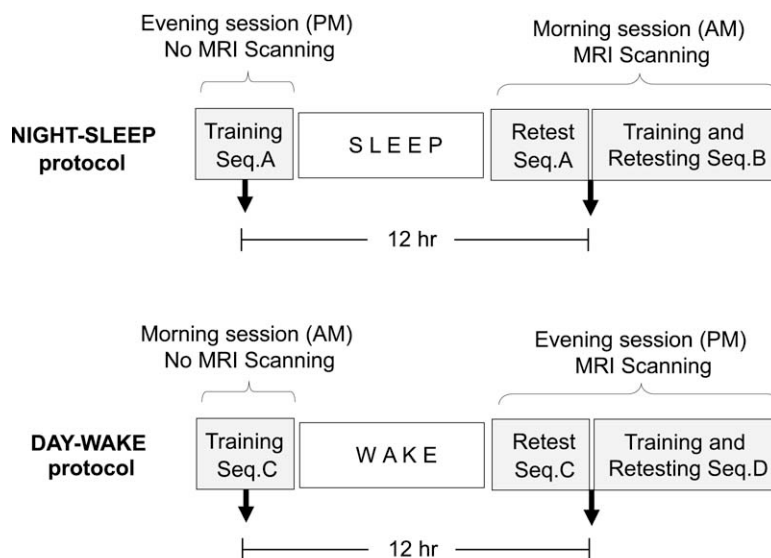 Evening session (PM)
No MRI Scanning
Morning session (AM)
MRI Scanning
NIGHT-SLEEP
protocol
Training
Seq.A
SLEEP
Retest
Seq.A
Training and
Retesting Seq.B
12 hr
Morning session (AM)
No MRI Scanning
Evening session (PM)
MRI Scanning
DAY-WAKE
protocol
Training
Seq.C
WAKE
Retest
Seq.C
Training and
Retesting Seq.D
12 hr